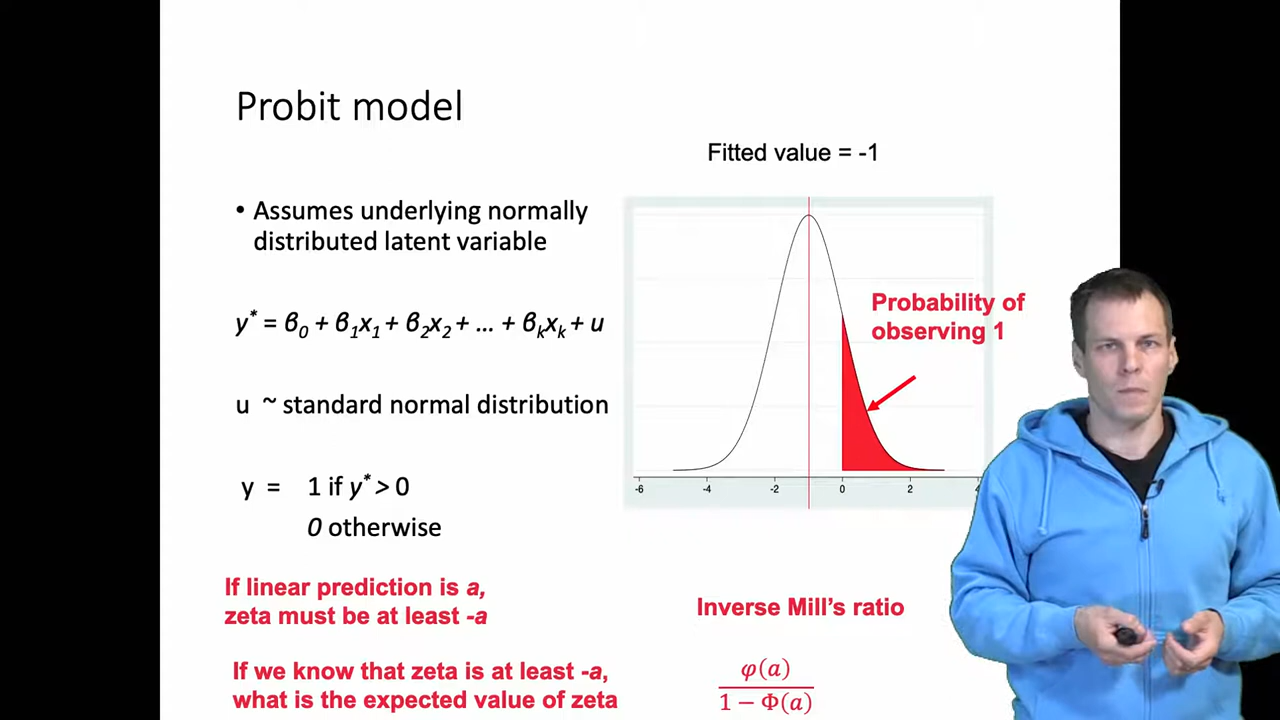 Probit model
Fitted value = -1
• Assumes underlying normally
distributed latent variable
y* = β0 + β1x1 + β2x2 + ... + βkxk + u
u ~ standard normal distribution
y = 1 if y* > 0
0 otherwise
If linear prediction is a,
zeta must be at least -a
If we know that zeta is at least -a,
what is the expected value of zeta
Probability of
observing 1
-6 -4 -2 0 2 4
Inverse Mill’s ratio
φ(a)
1 − Φ(a)